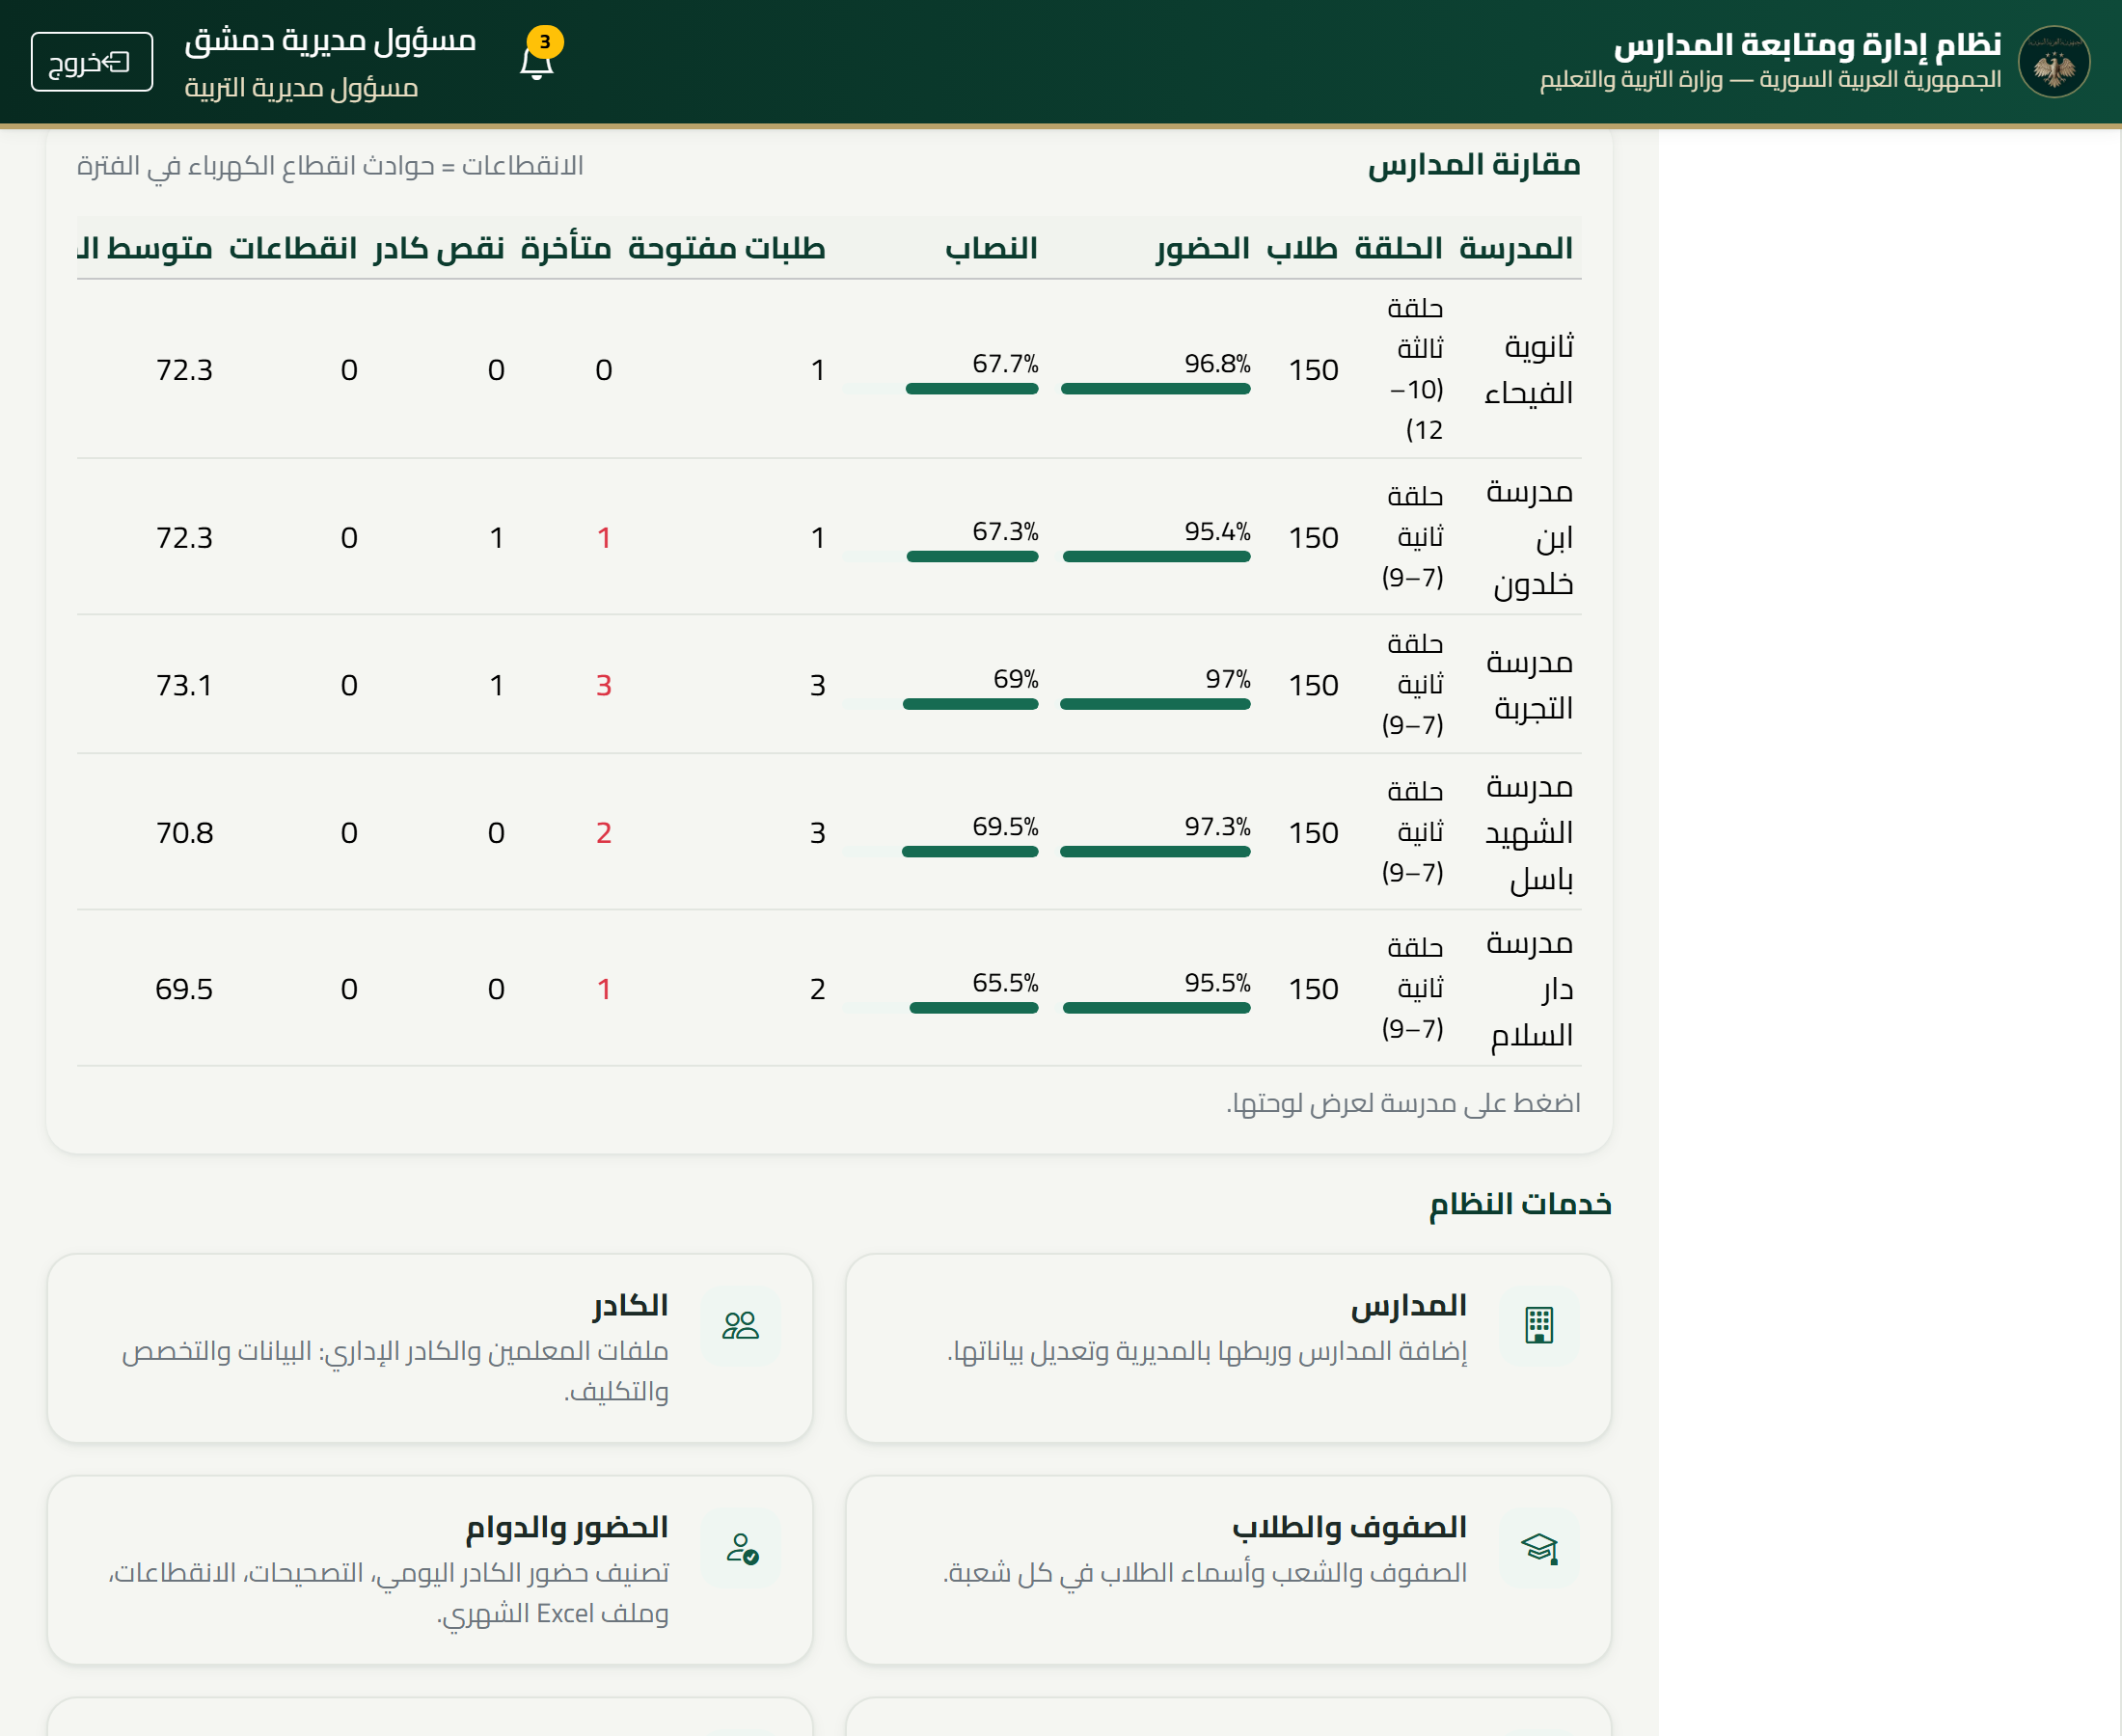 نظام إدارة ومتابعة المدارس
الجمهورية العربية السورية — وزارة التربية والتعليم
3
مسؤول مديرية دمشق
مسؤول مديرية التربية
خروج
مقارنة المدارس
الانقطاعات = حوادث انقطاع الكهرباء في الفترة
المدرسة الحلقة طلاب الحضور النصاب طلبات مفتوحة متأخرة نقص كادر انقطاعات متوسط
ثانوية الفيحاء حلقة ثالثة (10–12) 150 96.8% 67.7% 1 0 0 0 72.3
مدرسة ابن خلدون حلقة ثانية (7–9) 150 95.4% 67.3% 1 1 1 0 72.3
مدرسة التجربة حلقة ثانية (7–9) 150 97% 69% 3 3 1 0 73.1
مدرسة الشهيد باسل حلقة ثانية (7–9) 150 97.3% 69.5% 3 2 0 0 70.8
مدرسة دار السلام حلقة ثانية (7–9) 150 95.5% 65.5% 2 1 0 0 69.5
اضغط على مدرسة لعرض لوحتها.
خدمات النظام
المدارس
إضافة المدارس وربطها بالمديرية وتعديل بياناتها.
الكادر
ملفات المعلمين والكادر الإداري: البيانات والتخصص
والتكليف.
الصفوف والطلاب
الصفوف والشعب وأسماء الطلاب في كل شعبة.
الحضور والدوام
تصنيف حضور الكادر اليومي، التصحيحات، الانقطاعات،
وملف Excel الشهري.